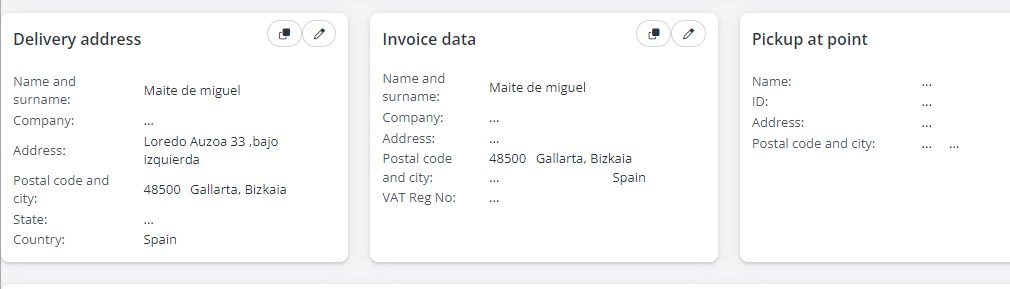 Delivery address
Name and
surname:
Maite de miguel
Company:
...
Address:
Loredo Auzoa 33 ,bajo
izquierda
Postal code and
city:
48500 Gallarta, Bizkaia
State:
...
Country:
Spain
Invoice data
Name and
surname:
Maite de miguel
Company:
...
Address:
...
Postal code
and city:
48500 Gallarta, Bizkaia
... Spain
VAT Reg No:
...
Pickup at point
Name:
...
ID:
...
Address:
...
Postal code and city:
... ...